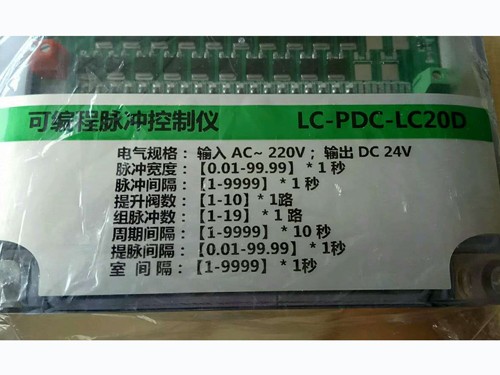 可编程脉冲控制仪 LC-PDC-LC20D
电气规格：输入 AC~ 220V；输出 DC 24V
脉冲宽度：【0.01-99.99】*1秒
脉冲间隔：【1-9999】*1秒
提升阀数：【1-10】*1路
组脉冲数：【1-19】*1路
周期间隔：【1-9999】*10秒
提脉间隔：【0.01-99.99】*1秒
室 间 隔：【1-9999】*1秒